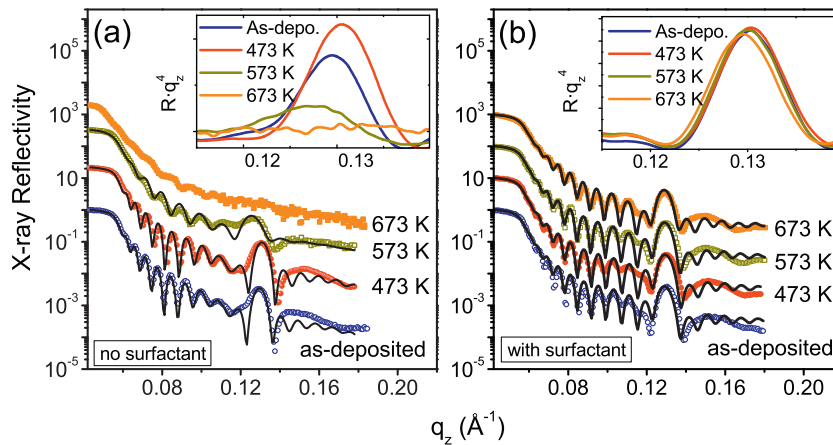 (a)
As-depo.
473 K
573 K
673 K
R·q_z^4
0.12
0.13
10^5
10^3
10^1
10^-1
10^-3
10^-5
X-ray Reflectivity
673 K
573 K
473 K
as-deposited
no surfactant
0.08
0.12
0.16
0.20
(b)
As-depo.
473 K
573 K
673 K
R·q_z^4
0.12
0.13
10^5
10^3
10
10^-1
10^-3
10^-5
673 K
573 K
473 K
as-deposited
with surfactant
0.08
0.12
0.16
0.20
q_z (Å^-1)